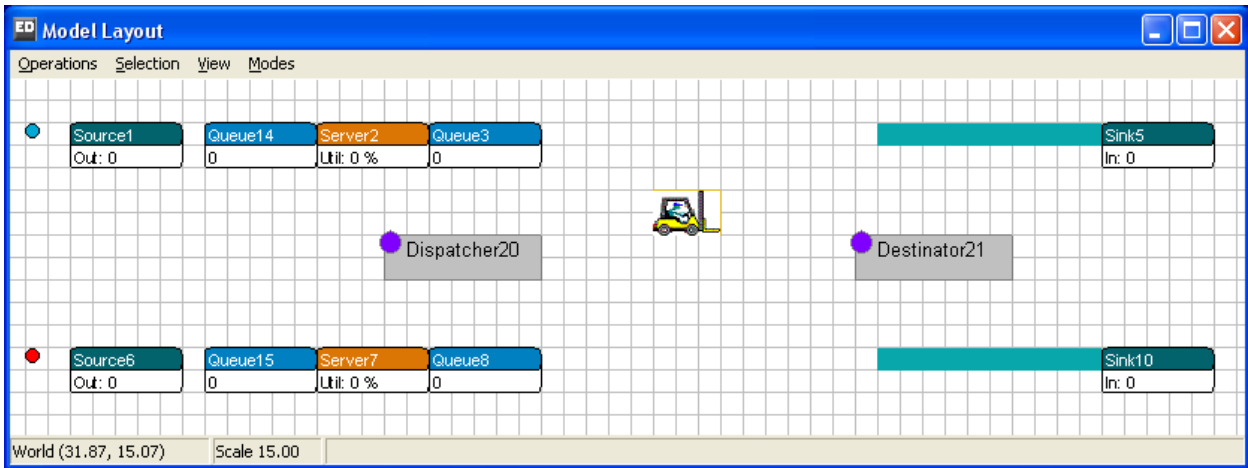 ED Model Layout
Operations Selection View Modes
Source1 Queue14 Server2 Queue3 Sink5
Out: 0 0 Util: 0 % 0 In: 0
Dispatcher20 Destinator21
Source6 Queue15 Server7 Queue8 Sink10
Out: 0 0 Util: 0 % 0 In: 0
World (31.87, 15.07) Scale 15.00